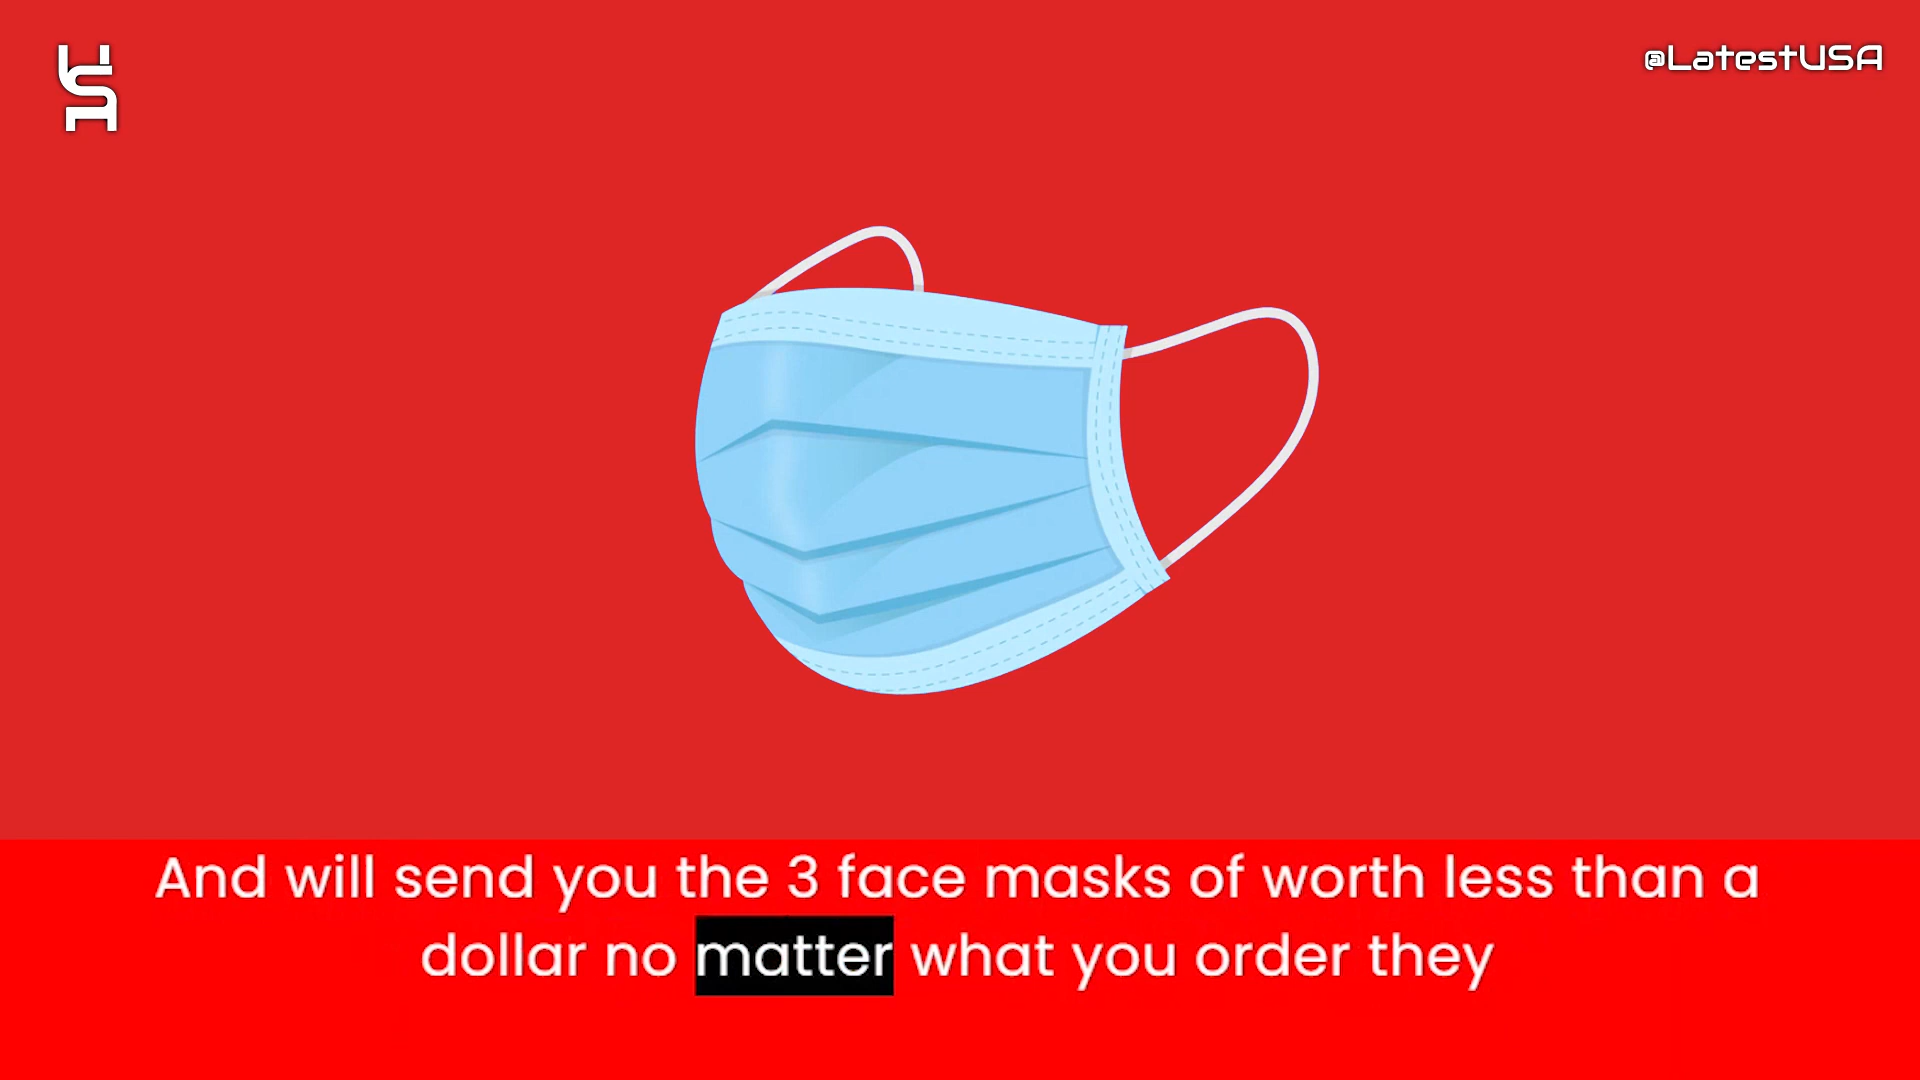 USA
@LatestUSA
And will send you the 3 face masks of worth less than a
dollar no matter what you order they